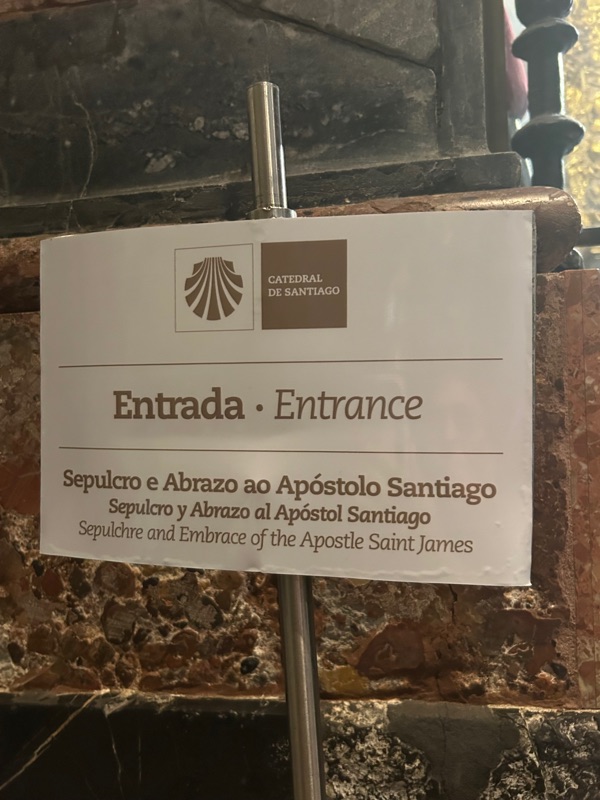 CATEDRAL
DE SANTIAGO
Entrada · Entrance
Sepulcro e Abrazo ao Apóstolo Santiago
Sepulcro y Abrazo al Apóstol Santiago
Sepulchre and Embrace of the Apostle Saint James